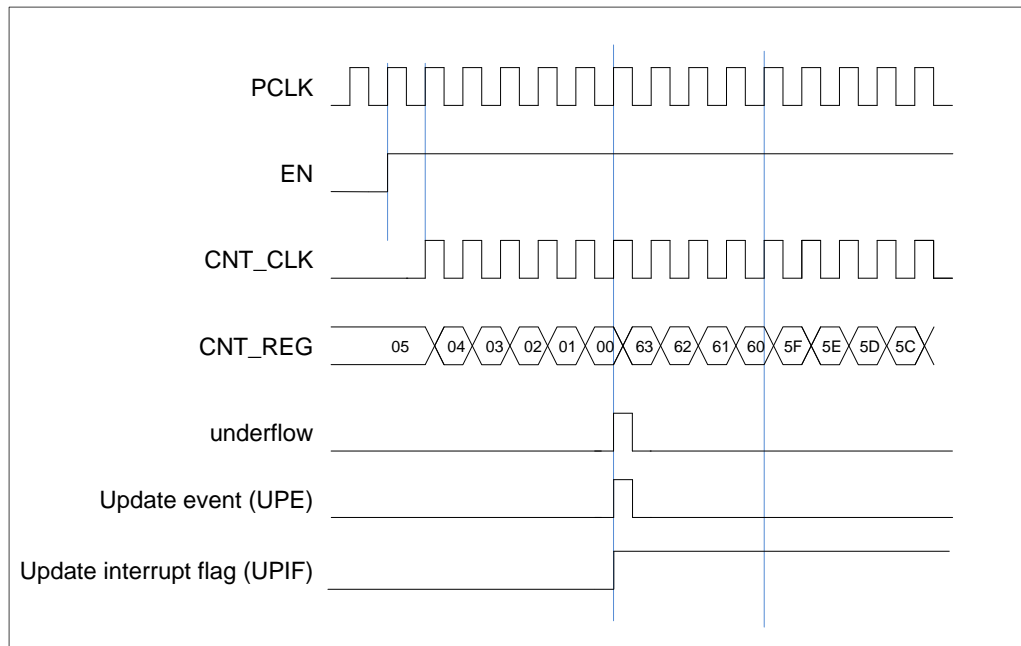 PCLK
EN
CNT_CLK
CNT_REG 05 04 03 02 01 00 63 62 61 60 5F 5E 5D 5C
underflow
Update event (UPE)
Update interrupt flag (UPIF)